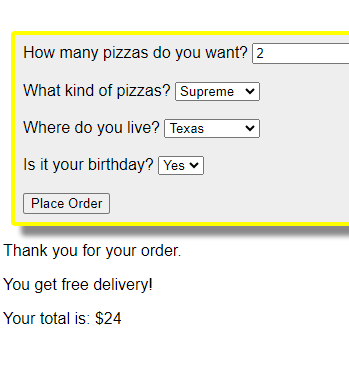 How many pizzas do you want? 2
What kind of pizzas? Supreme
Where do you live? Texas
Is it your birthday? Yes
Place Order
Thank you for your order.
You get free delivery!
Your total is: $24